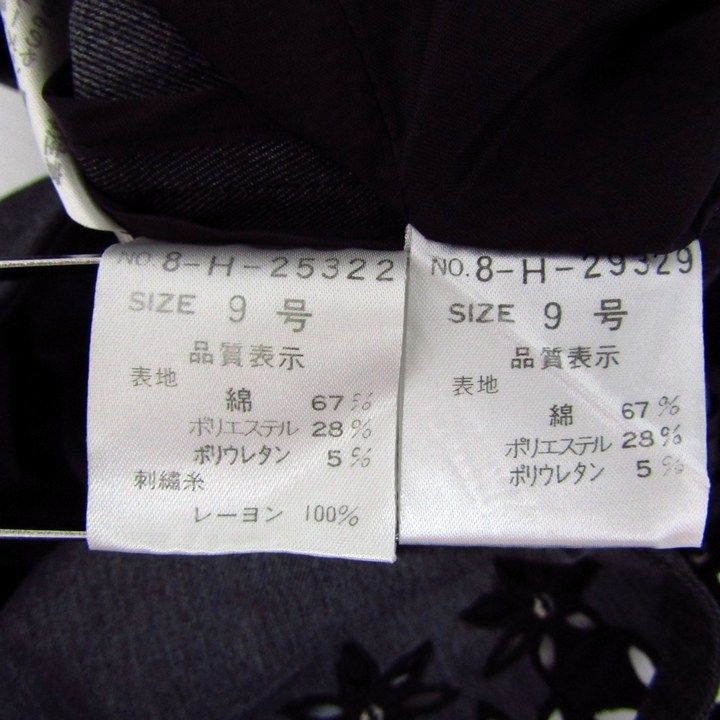 NO. 8-H-25322
SIZE 9 号
品質表示
表地
綿 67%
ポリエステル 28%
ポリウレタン 5%
刺繍糸
レーヨン 100%
NO. 8-H-29329
SIZE 9 号
品質表示
表地
綿 67%
ポリエステル 28%
ポリウレタン 5%